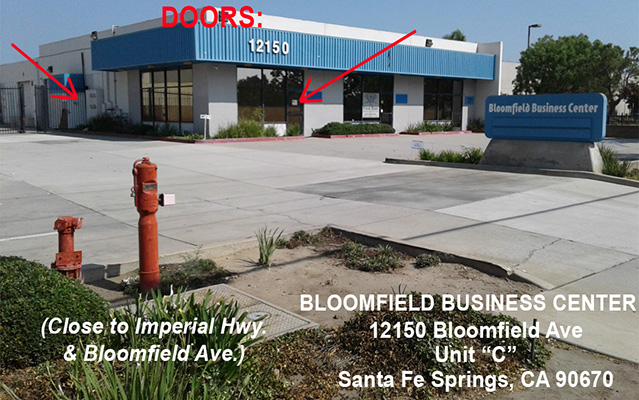 DOORS:
12150
Bloomfield Business Center
BLOOMFIELD BUSINESS CENTER
12150 Bloomfield Ave
Unit “C”
Santa Fe Springs, CA 90670
(Close to Imperial Hwy.
& Bloomfield Ave.)